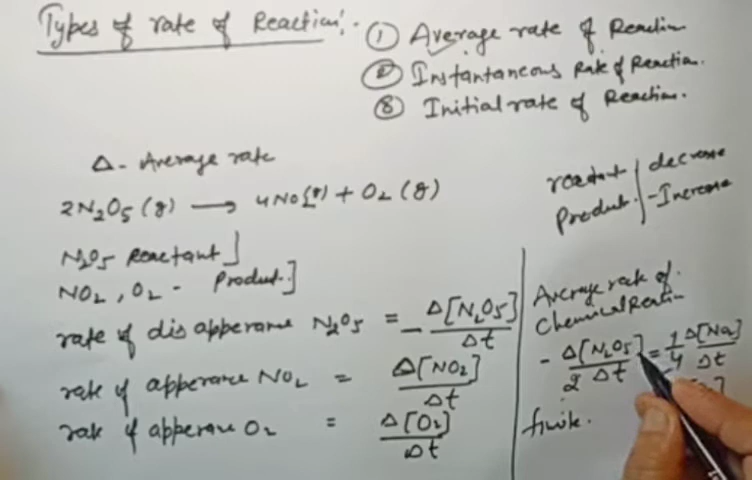 Types of rate of Reaction:-
① Average rate of Reaction
② Instantaneous Rate of Reaction.
③ Initial rate of Reaction.
Δ - Average rate
2N₂O₅ (g) ⟶ 4NO (g) + O₂ (g)
N₂O₅ Reactant]
NO₂, O₂ - Product.]
rate of disapperance N₂O₅ = - Δ[N₂O₅] / Δt
rate of apperance NO₂ = Δ[NO₂] / Δt
rate of apperance O₂ = Δ[O₂] / Δt
reactant / decrease
Product. / - Increase
Average rate of.
Chemical Reaction
- Δ[N₂O₅] / 2 Δt = 1/4 Δ[NO₂] / Δt